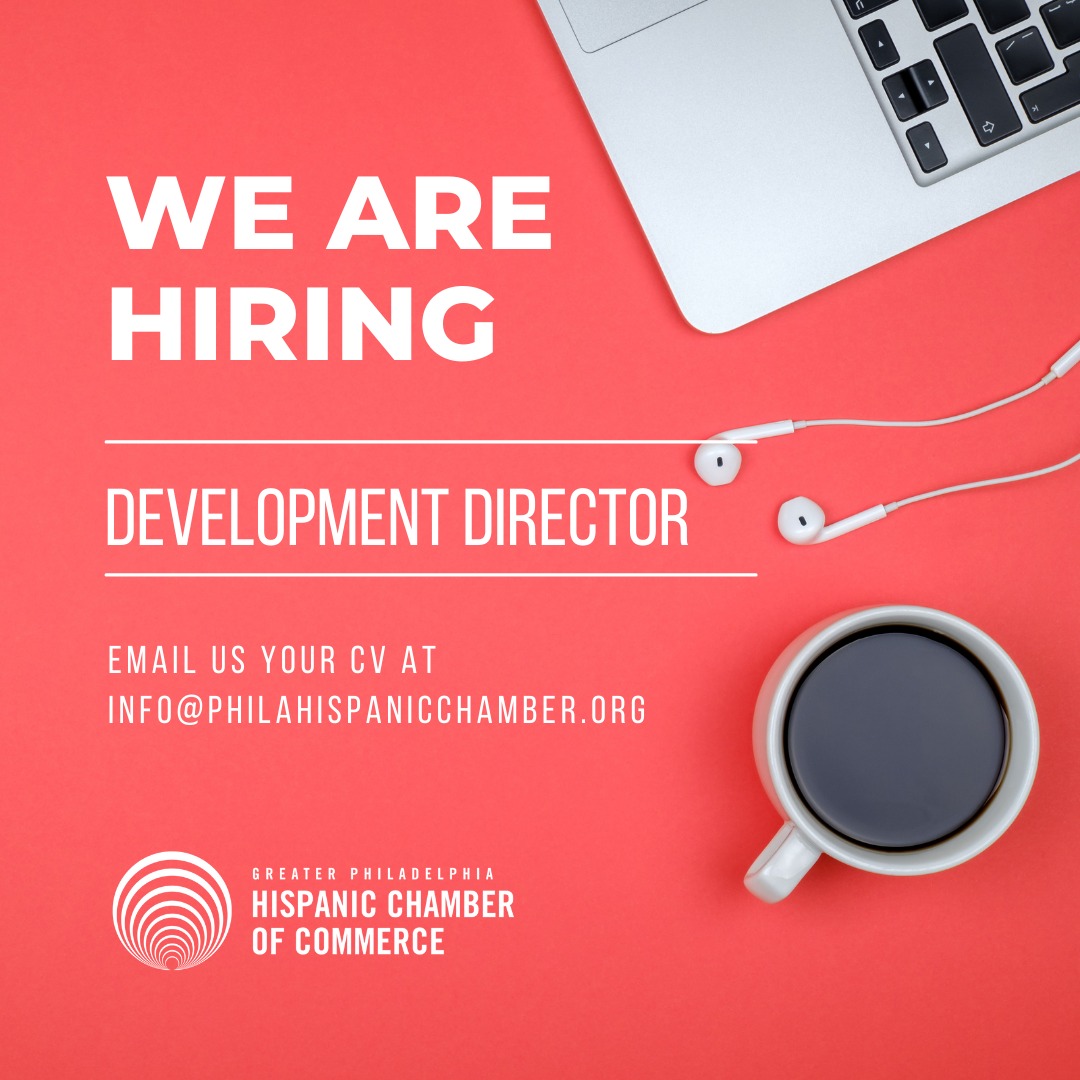 WE ARE
HIRING
DEVELOPMENT DIRECTOR
EMAIL US YOUR CV AT
INFO@PHILAHISPANICCHAMBER.ORG
GREATER PHILADELPHIA
HISPANIC CHAMBER
OF COMMERCE